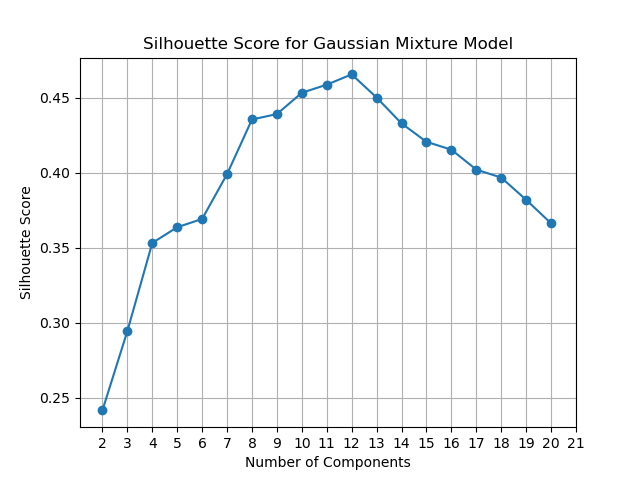 Silhouette Score for Gaussian Mixture Model
0.45
0.40
0.35
0.30
0.25
Silhouette Score
2 3 4 5 6 7 8 9 10 11 12 13 14 15 16 17 18 19 20 21
Number of Components